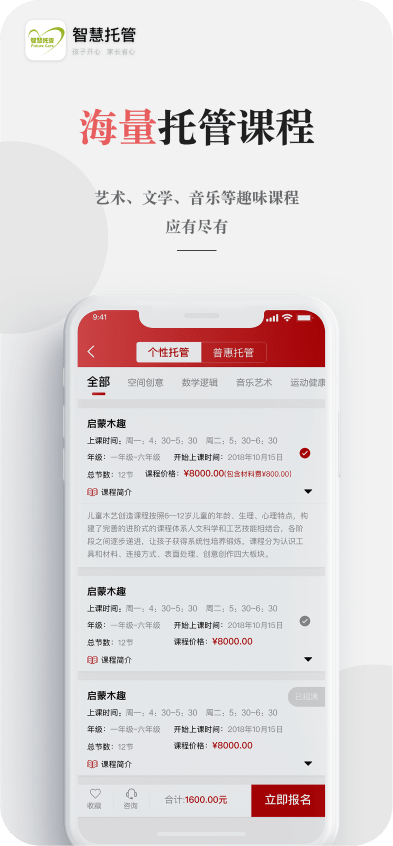 智慧托管
Future Care
智慧托管
孩子开心 家长省心
海量托管课程
艺术、文学、音乐等趣味课程
应有尽有
9:41
个性托管 普惠托管
全部 空间创意 数学逻辑 音乐艺术 运动健康
启蒙木趣
上课时间：周一：4：30~5：30 周二：5：30~6：30
年级：一年级~六年级 开始上课时间：2018年10月15日
总节数：12节 课程价格：¥8000.00(包含材料费¥800.00)
课程简介
儿童木艺创造课程按照6—12岁儿童的年龄、生理、心理特点，构
建了完善的进阶式的课程体系人文科学和工艺技能相结合，各阶
段之间逐步递进，让孩子获得系统性培养锻炼。课程分为认识工
具和材料、连接方式、表面处理、创意创作四大板块。
启蒙木趣
上课时间：周一：4：30~5：30 周二：5：30~6：30
年级：一年级~六年级 开始上课时间：2018年10月15日
总节数：12节 课程价格：¥8000.00
课程简介
启蒙木趣
已报满
上课时间：周一：4：30~5：30 周二：5：30~6：30
年级：一年级~六年级 开始上课时间：2018年10月15日
总节数：12节 课程价格：¥8000.00
课程简介
收藏 咨询 合计:1600.00元 立即报名